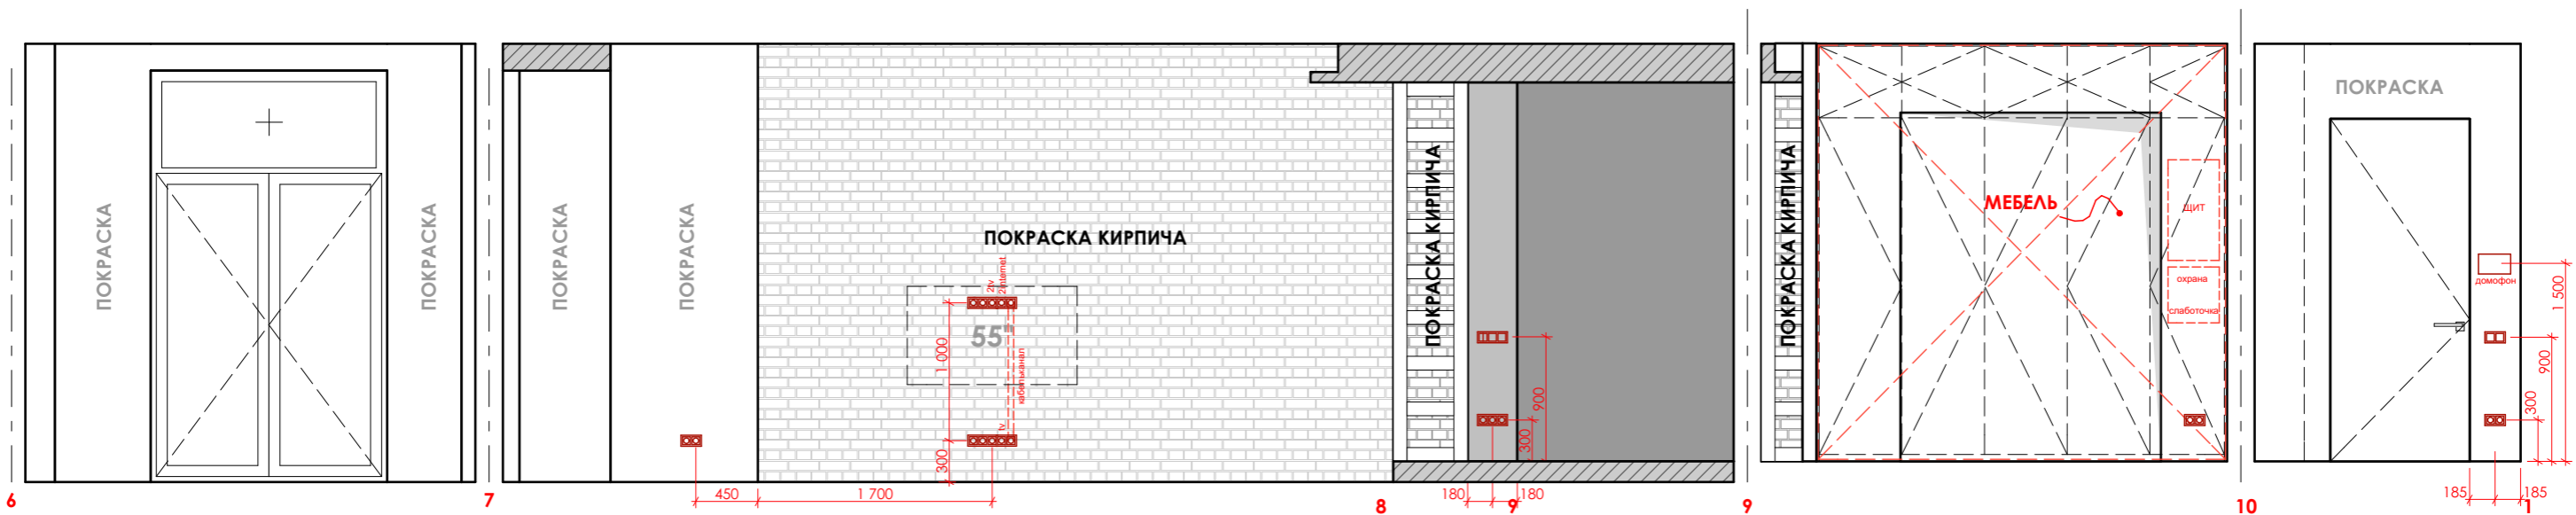 ПОКРАСКА
ПОКРАСКА
ПОКРАСКА
ПОКРАСКА
ПОКРАСКА КИРПИЧА
2tv
2internet
55"
1 000
кабельканал
tv
300
450
1 700
ПОКРАСКА КИРПИЧА
900
300
180
180
ПОКРАСКА КИРПИЧА
МЕБЕЛЬ
ЩИТ
охрана
слаботочка
ПОКРАСКА
домофон
1 500
900
300
185
185
6
7
8
9
9
10
1